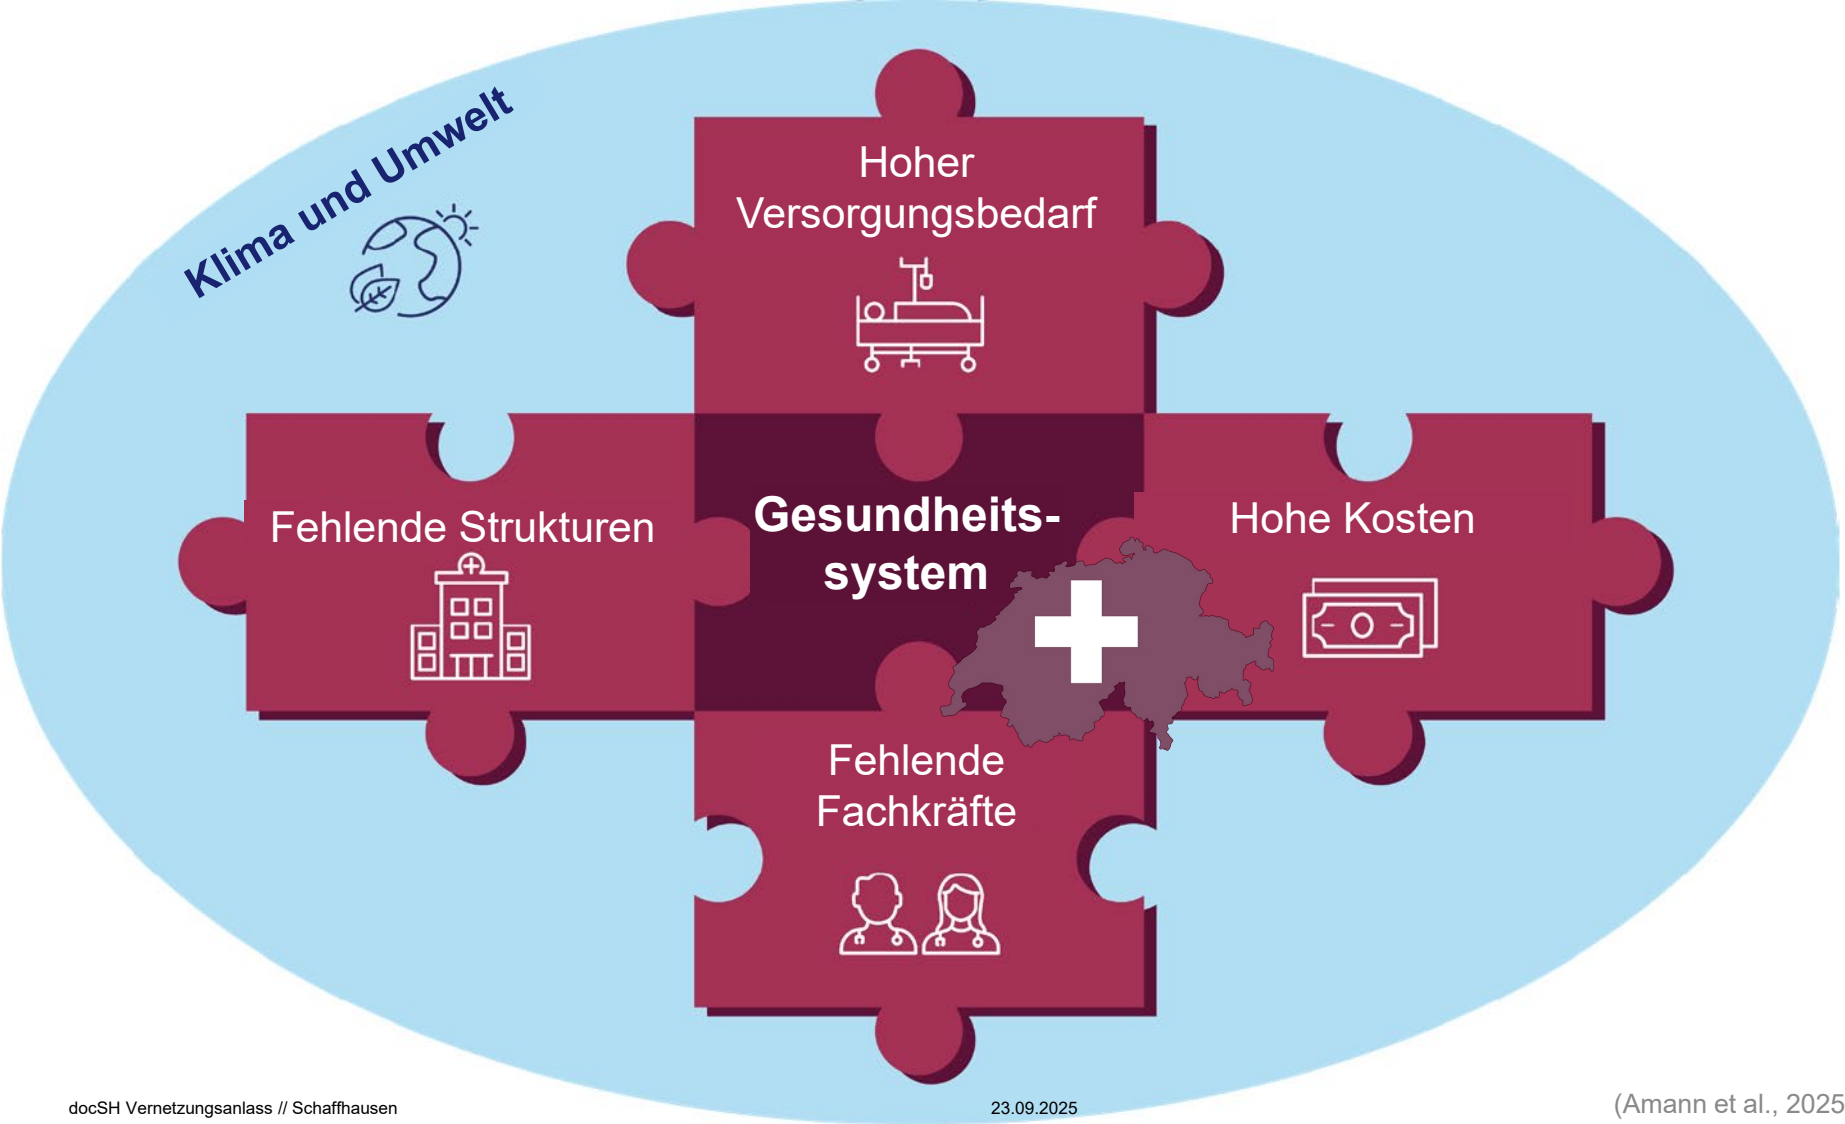 Klima und Umwelt
Hoher
Versorgungsbedarf
Fehlende Strukturen
Gesundheits-
system
Hohe Kosten
Fehlende
Fachkräfte
docSH Vernetzungsanlass // Schaffhausen
23.09.2025
(Amann et al., 2025